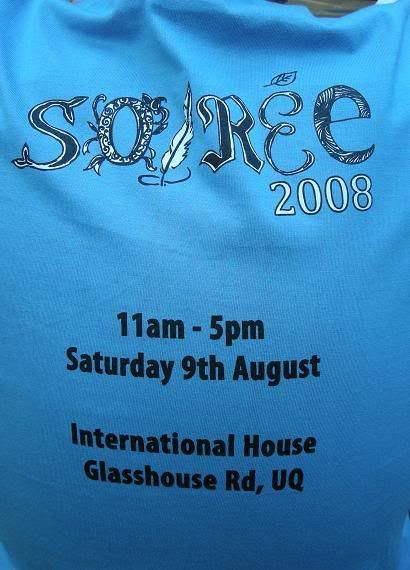 SOiRée
2008
11am - 5pm
Saturday 9th August
International House
Glasshouse Rd, UQ